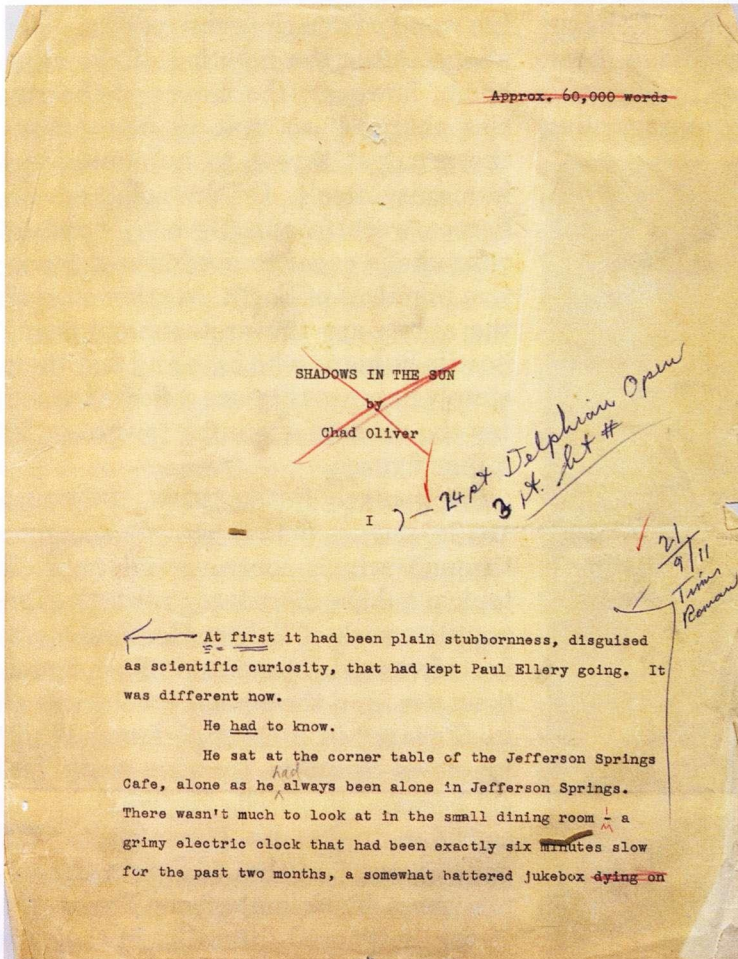 Approx. 60,000 words
SHADOWS IN THE SUN
by
Chad Oliver
24 pt Delphian Open
3 pt. #
I
21
9/11
Times
Roman
At first it had been plain stubbornness, disguised
as scientific curiosity, that had kept Paul Ellery going. It
was different now.
He had to know.
He sat at the corner table of the Jefferson Springs
had
Cafe, alone as he always been alone in Jefferson Springs.
There wasn't much to look at in the small dining room - a
grimy electric clock that had been exactly six minutes slow
for the past two months, a somewhat battered jukebox dying on